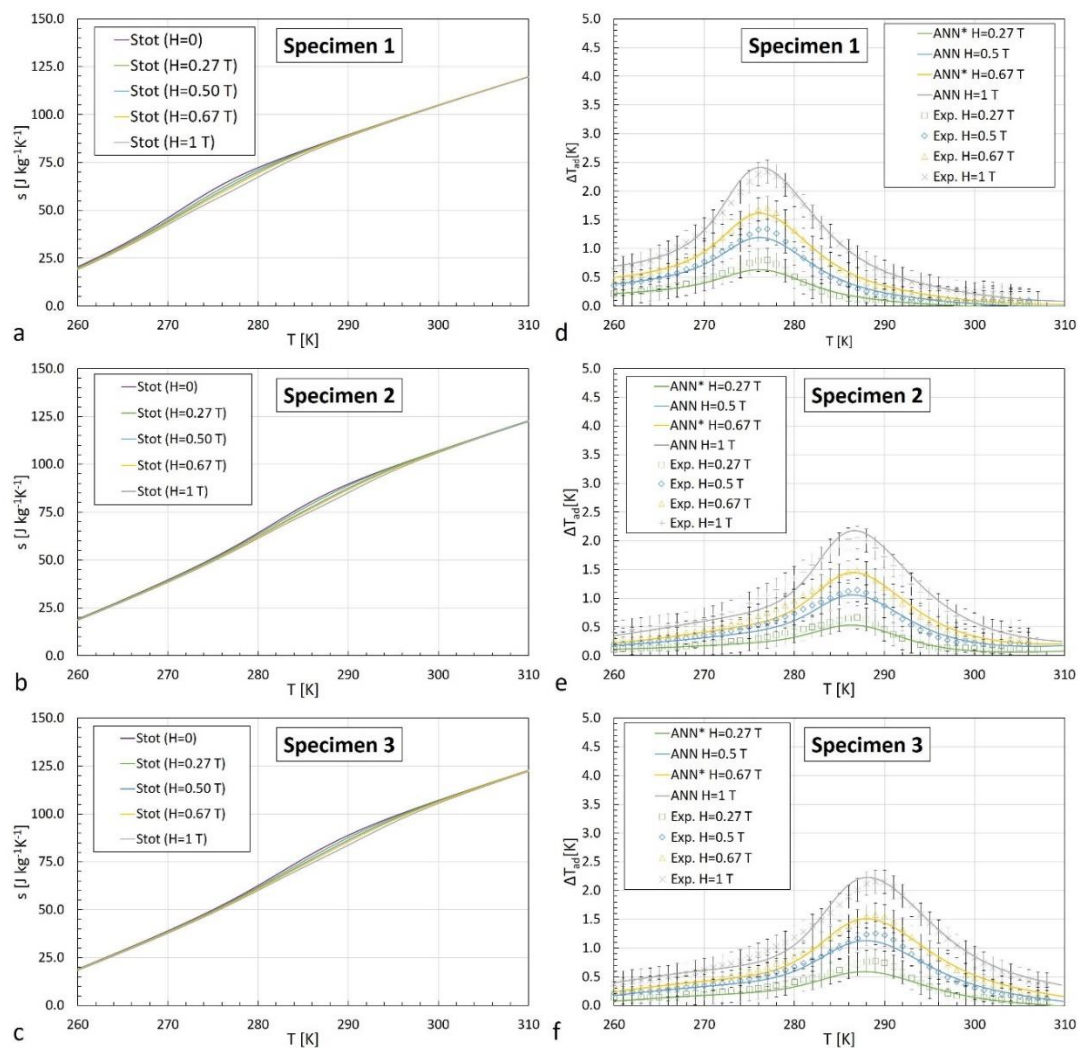 150.0
125.0
100.0
75.0
50.0
25.0
0.0
s [J kg⁻¹K⁻¹]
Stot (H=0)
Stot (H=0.27 T)
Stot (H=0.50 T)
Stot (H=0.67 T)
Stot (H=1 T)
Specimen 1
260 270 280 290 300 310
T [K]
a
5.0
4.5
4.0
3.5
3.0
2.5
2.0
1.5
1.0
0.5
0.0
ΔTad[K]
Specimen 1
ANN* H=0.27 T
ANN H=0.5 T
ANN* H=0.67 T
ANN H=1 T
Exp. H=0.27 T
Exp. H=0.5 T
Exp. H=0.67 T
Exp. H=1 T
260 270 280 290 300 310
T [K]
d
150.0
125.0
100.0
75.0
50.0
25.0
0.0
s [J kg⁻¹K⁻¹]
Stot (H=0)
Stot (H=0.27 T)
Stot (H=0.50 T)
Stot (H=0.67 T)
Stot (H=1 T)
Specimen 2
260 270 280 290 300 310
T [K]
b
5.0
4.5
4.0
3.5
3.0
2.5
2.0
1.5
1.0
0.5
0.0
ΔTad[K]
ANN* H=0.27 T
ANN H=0.5 T
ANN* H=0.67 T
ANN H=1 T
Exp. H=0.27 T
Exp. H=0.5 T
Exp. H=0.67 T
Exp. H=1 T
Specimen 2
260 270 280 290 300 310
T [K]
e
150.0
125.0
100.0
75.0
50.0
25.0
0.0
s [J kg⁻¹K⁻¹]
Stot (H=0)
Stot (H=0.27 T)
Stot (H=0.50 T)
Stot (H=0.67 T)
Stot (H=1 T)
Specimen 3
260 270 280 290 300 310
T [K]
c
5.0
4.5
4.0
3.5
3.0
2.5
2.0
1.5
1.0
0.5
0.0
ΔTad[K]
ANN* H=0.27 T
ANN H=0.5 T
ANN* H=0.67 T
ANN H=1 T
Exp. H=0.27 T
Exp. H=0.5 T
Exp. H=0.67 T
Exp. H=1 T
Specimen 3
260 270 280 290 300 310
T [K]
f